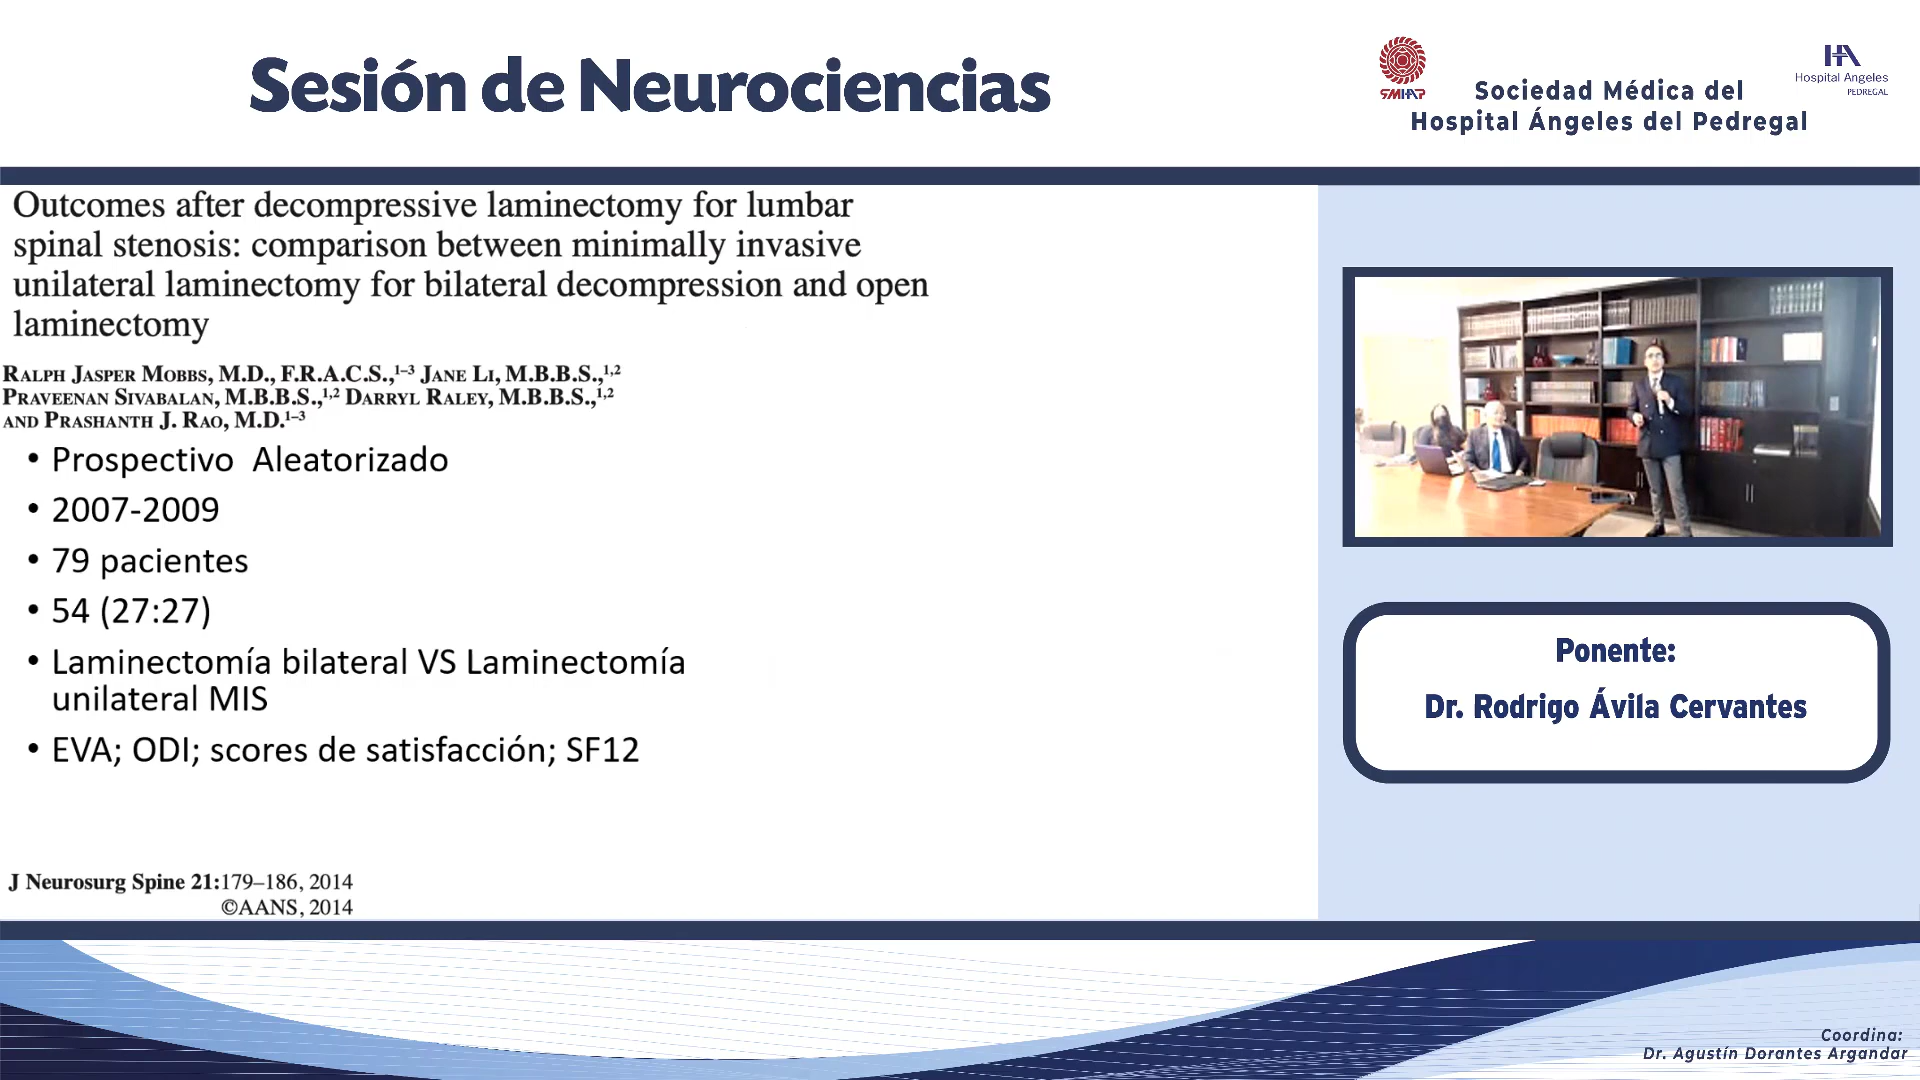 Sesión de Neurociencias
SMHAP
Sociedad Médica del
Hospital Ángeles del Pedregal
HA
Hospital Angeles
PEDREGAL
Outcomes after decompressive laminectomy for lumbar
spinal stenosis: comparison between minimally invasive
unilateral laminectomy for bilateral decompression and open
laminectomy
RALPH JASPER MOBBS, M.D., F.R.A.C.S.,1–3 JANE LI, M.B.B.S.,1,2
PRAVEENAN SIVABALAN, M.B.B.S.,1,2 DARRYL RALEY, M.B.B.S.,1,2
AND PRASHANTH J. RAO, M.D.1–3
• Prospectivo Aleatorizado
• 2007-2009
• 79 pacientes
• 54 (27:27)
• Laminectomía bilateral VS Laminectomía
unilateral MIS
• EVA; ODI; scores de satisfacción; SF12
J Neurosurg Spine 21:179–186, 2014
©AANS, 2014
Ponente:
Dr. Rodrigo Ávila Cervantes
Coordina:
Dr. Agustín Dorantes Argandar